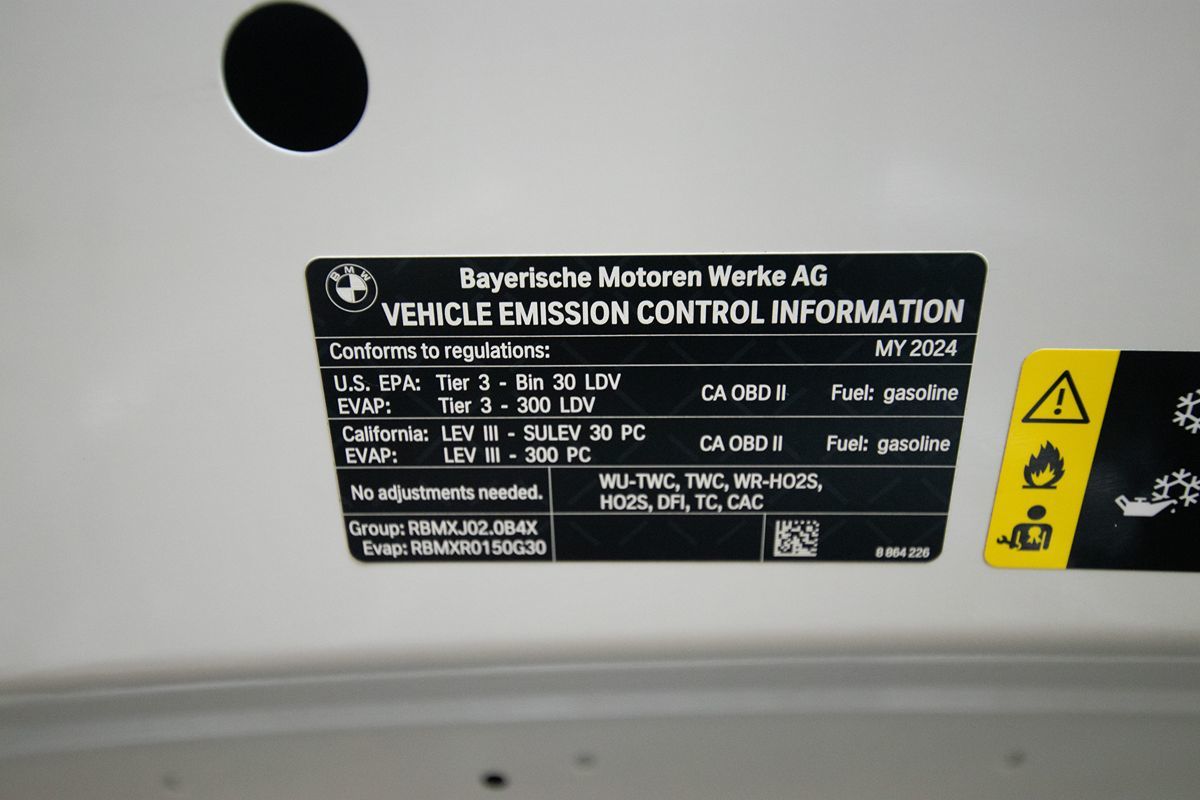 BMW
Bayerische Motoren Werke AG
VEHICLE EMISSION CONTROL INFORMATION
Conforms to regulations: MY 2024
U.S. EPA: Tier 3 - Bin 30 LDV CA OBD II Fuel: gasoline
EVAP: Tier 3 - 300 LDV
California: LEV III - SULEV 30 PC CA OBD II Fuel: gasoline
EVAP: LEV III - 300 PC
No adjustments needed.
WU-TWC, TWC, WR-HO2S,
HO2S, DFI, TC, CAC
Group: RBMXJ02.0B4X
Evap: RBMXR0150G30
8 864 226